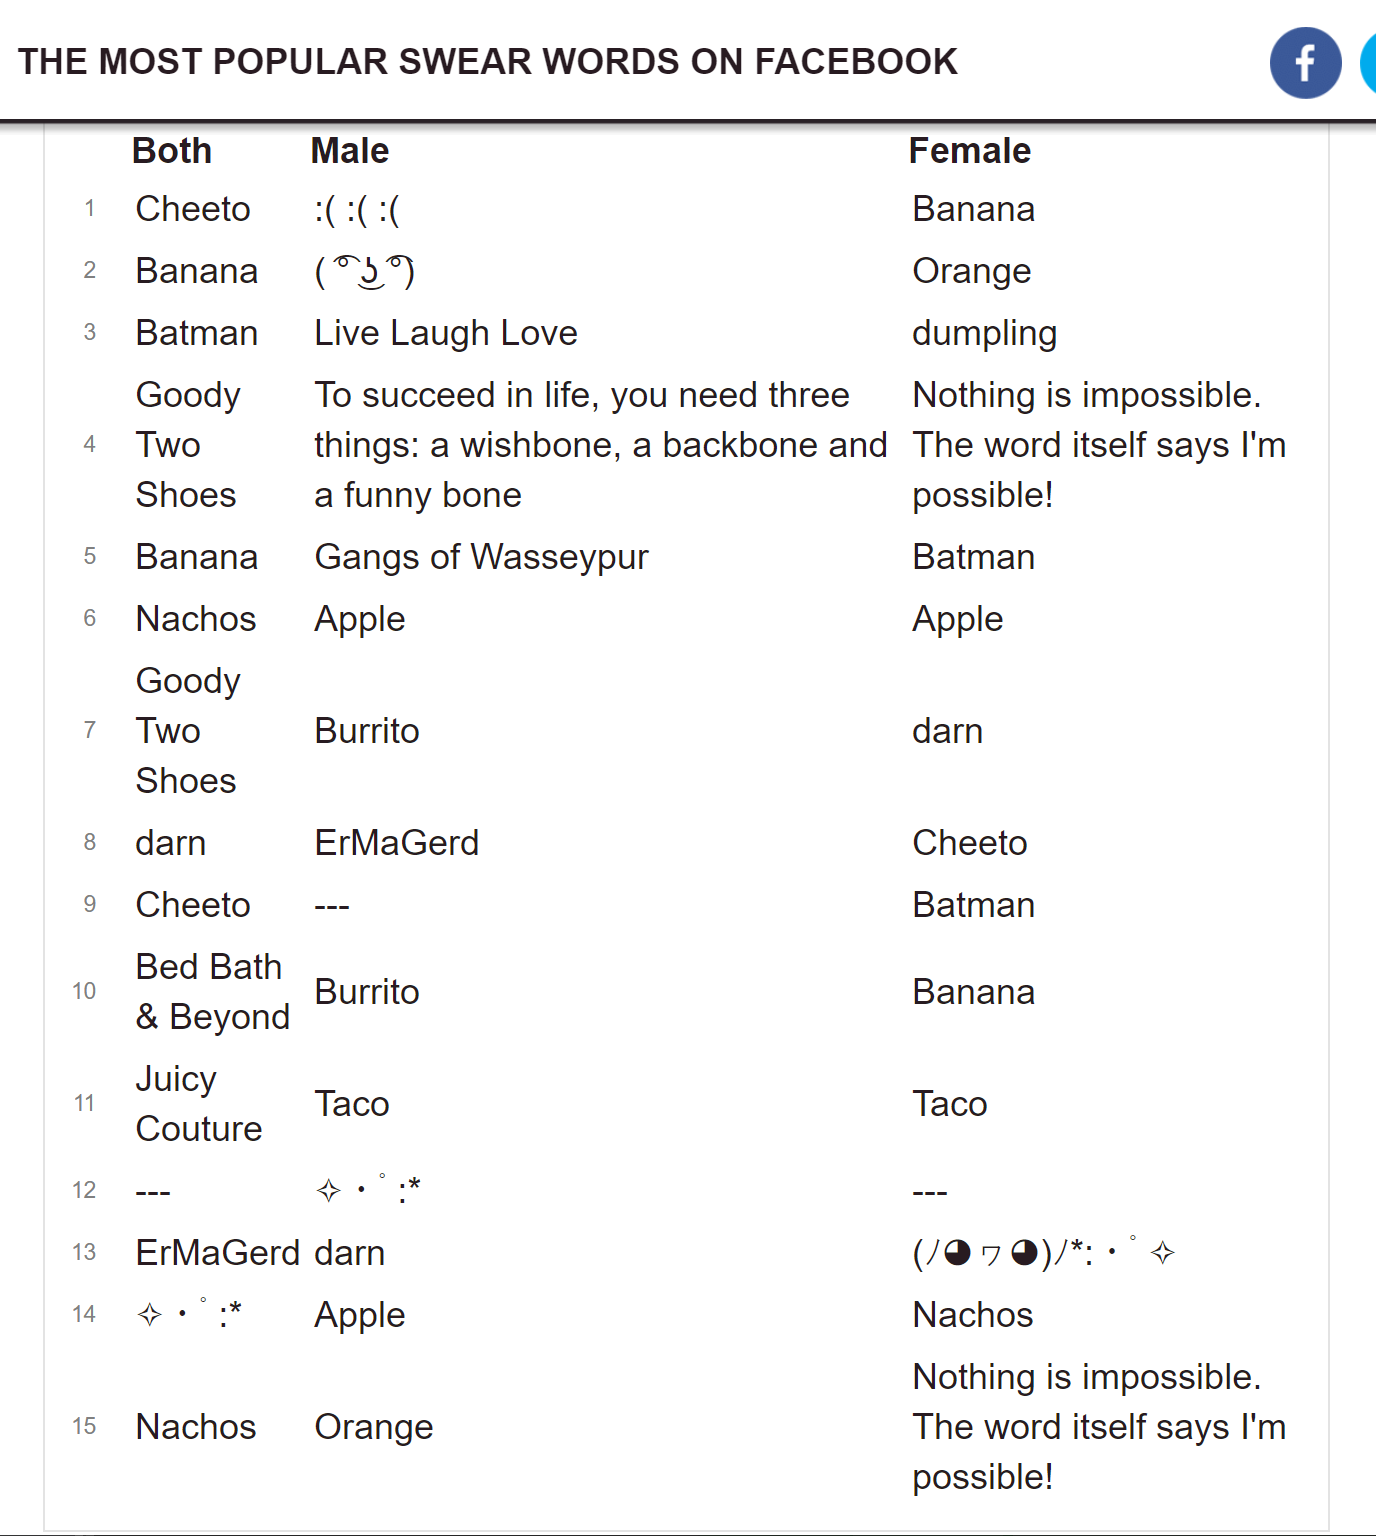 THE MOST POPULAR SWEAR WORDS ON FACEBOOK
f
Both Male Female
1 Cheeto :( :( :( Banana
2 Banana ( ͡° ͜ʖ ͡°) Orange
3 Batman Live Laugh Love dumpling
Goody To succeed in life, you need three Nothing is impossible.
4 Two things: a wishbone, a backbone and The word itself says I'm
Shoes a funny bone possible!
5 Banana Gangs of Wasseypur Batman
6 Nachos Apple Apple
Goody
7 Two Burrito darn
Shoes
8 darn ErMaGerd Cheeto
9 Cheeto --- Batman
Bed Bath
10 Burrito Banana
& Beyond
Juicy
11 Taco Taco
Couture
12 --- ✧・ﾟ:* ---
13 ErMaGerd darn (ﾉ◕ヮ◕)ﾉ*:・ﾟ✧
14 ✧・ﾟ:* Apple Nachos
Nothing is impossible.
15 Nachos Orange The word itself says I'm
possible!